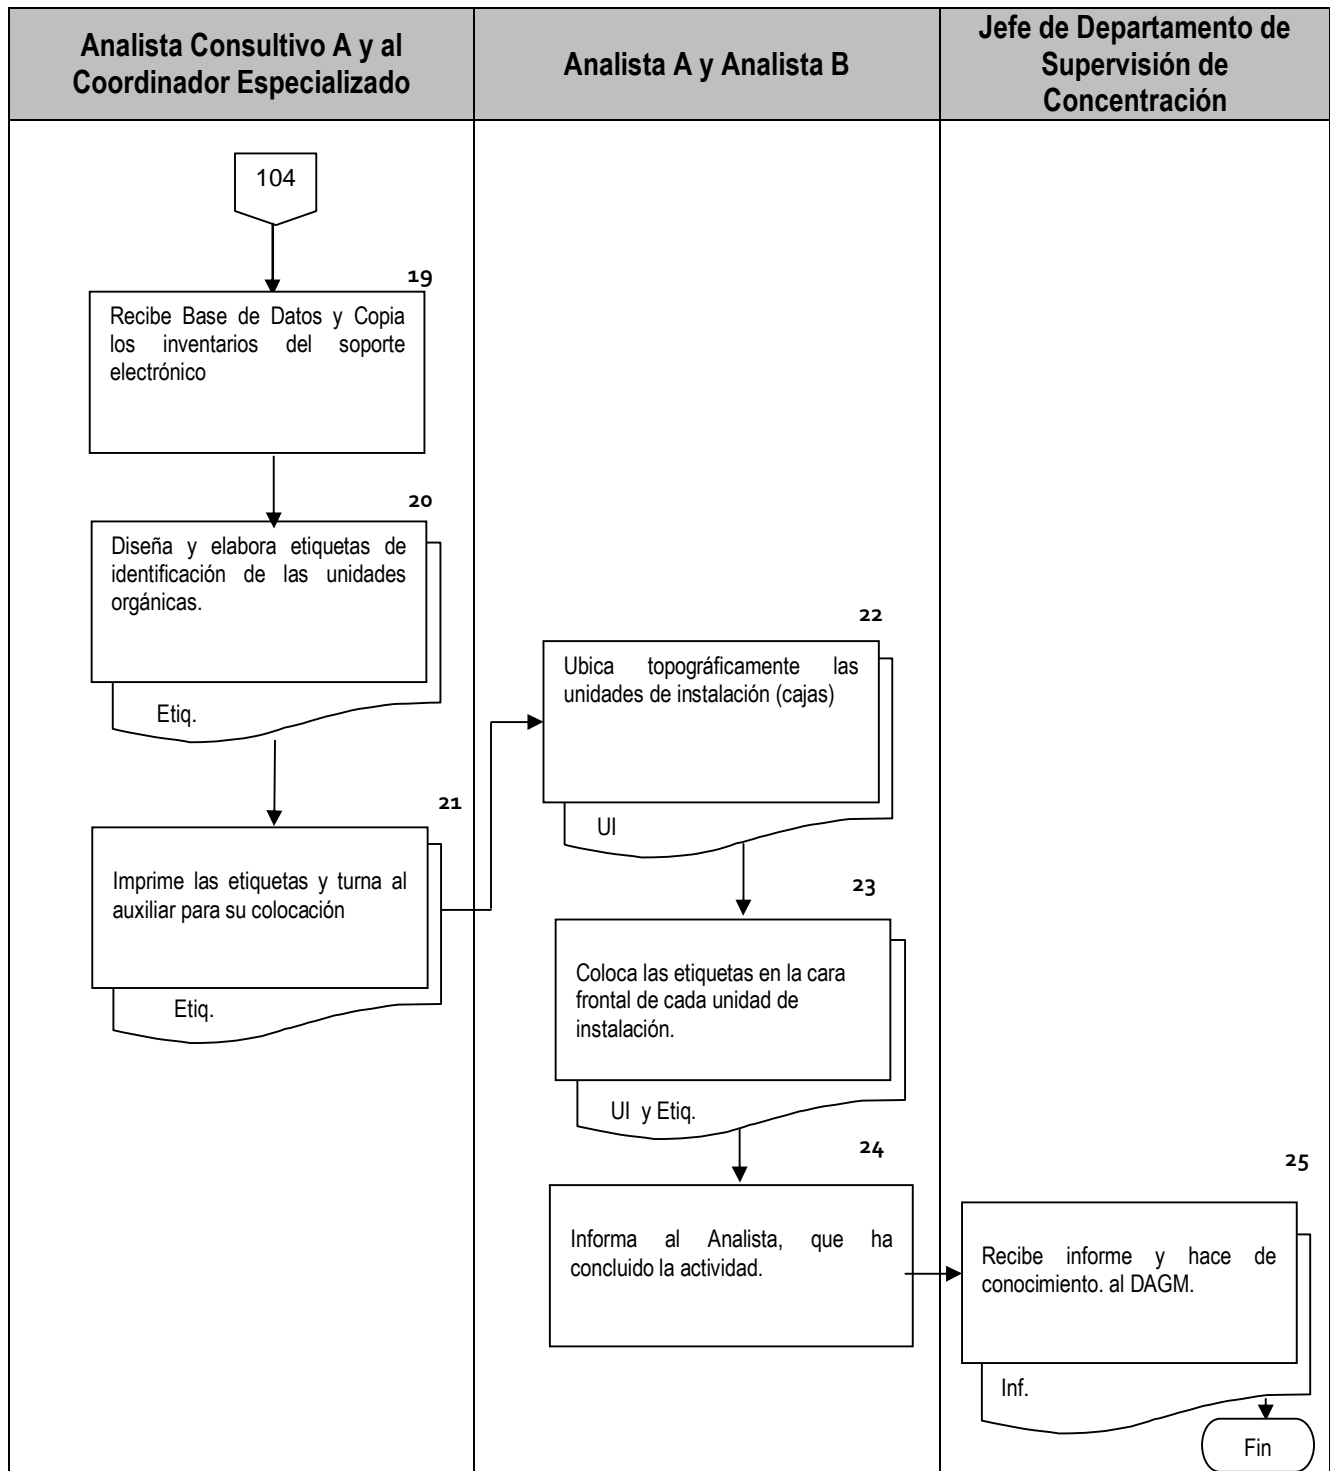 Analista Consultivo A y al
Coordinador Especializado
Analista A y Analista B
Jefe de Departamento de
Supervisión de
Concentración
104
19
Recibe Base de Datos y Copia
los inventarios del soporte
electrónico
20
Diseña y elabora etiquetas de
identificación de las unidades
orgánicas.
Etiq.
21
Imprime las etiquetas y turna al
auxiliar para su colocación
Etiq.
22
Ubica topográficamente las
unidades de instalación (cajas)
UI
23
Coloca las etiquetas en la cara
frontal de cada unidad de
instalación.
UI y Etiq.
24
Informa al Analista, que ha
concluido la actividad.
25
Recibe informe y hace de
conocimiento. al DAGM.
Inf.
Fin